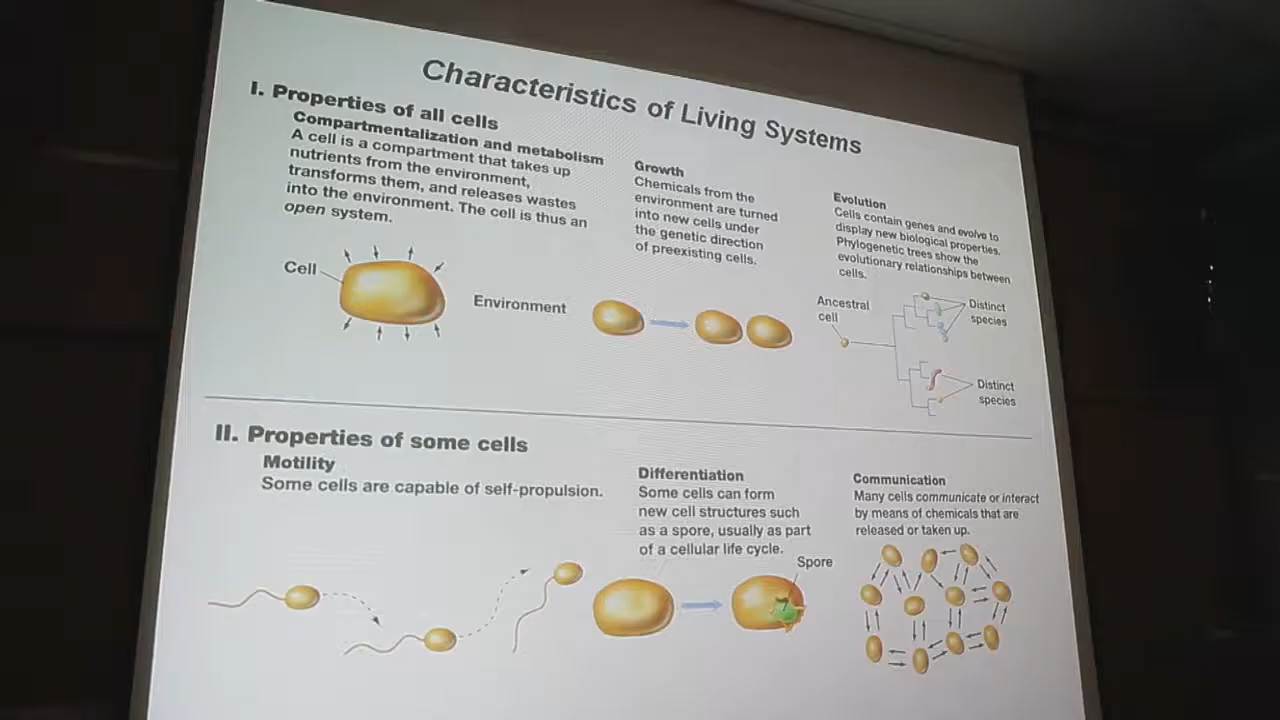 Characteristics of Living Systems
I. Properties of all cells
Compartmentalization and metabolism
A cell is a compartment that takes up
nutrients from the environment,
transforms them, and releases wastes
into the environment. The cell is thus an
open system.
Cell
Environment
Growth
Chemicals from the
environment are turned
into new cells under
the genetic direction
of preexisting cells.
Evolution
Cells contain genes and evolve to
display new biological properties.
Phylogenetic trees show the
evolutionary relationships between
cells.
Ancestral
cell
Distinct
species
Distinct
species
II. Properties of some cells
Motility
Some cells are capable of self-propulsion.
Differentiation
Some cells can form
new cell structures such
as a spore, usually as part
of a cellular life cycle.
Spore
Communication
Many cells communicate or interact
by means of chemicals that are
released or taken up.